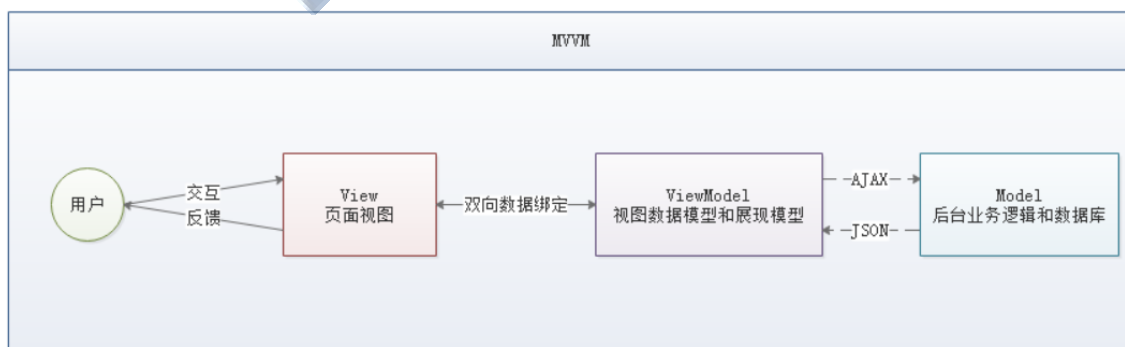 MVVM
用户
交互
反馈
View
页面视图
双向数据绑定
ViewModel
视图数据模型和展现模型
AJAX
JSON
Model
后台业务逻辑和数据库